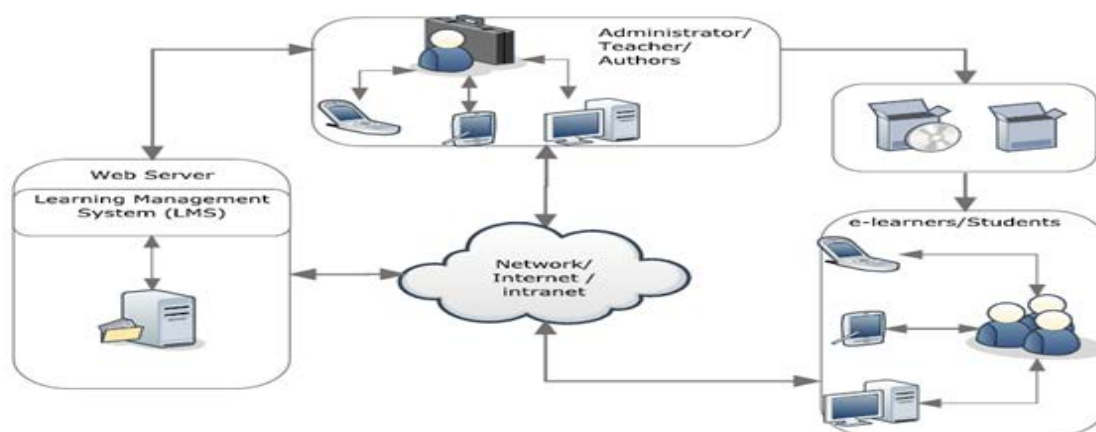 Administrator/
Teacher/
Authors
Web Server
Learning Management
System (LMS)
Network/
Internet /
intranet
e-learners/Students